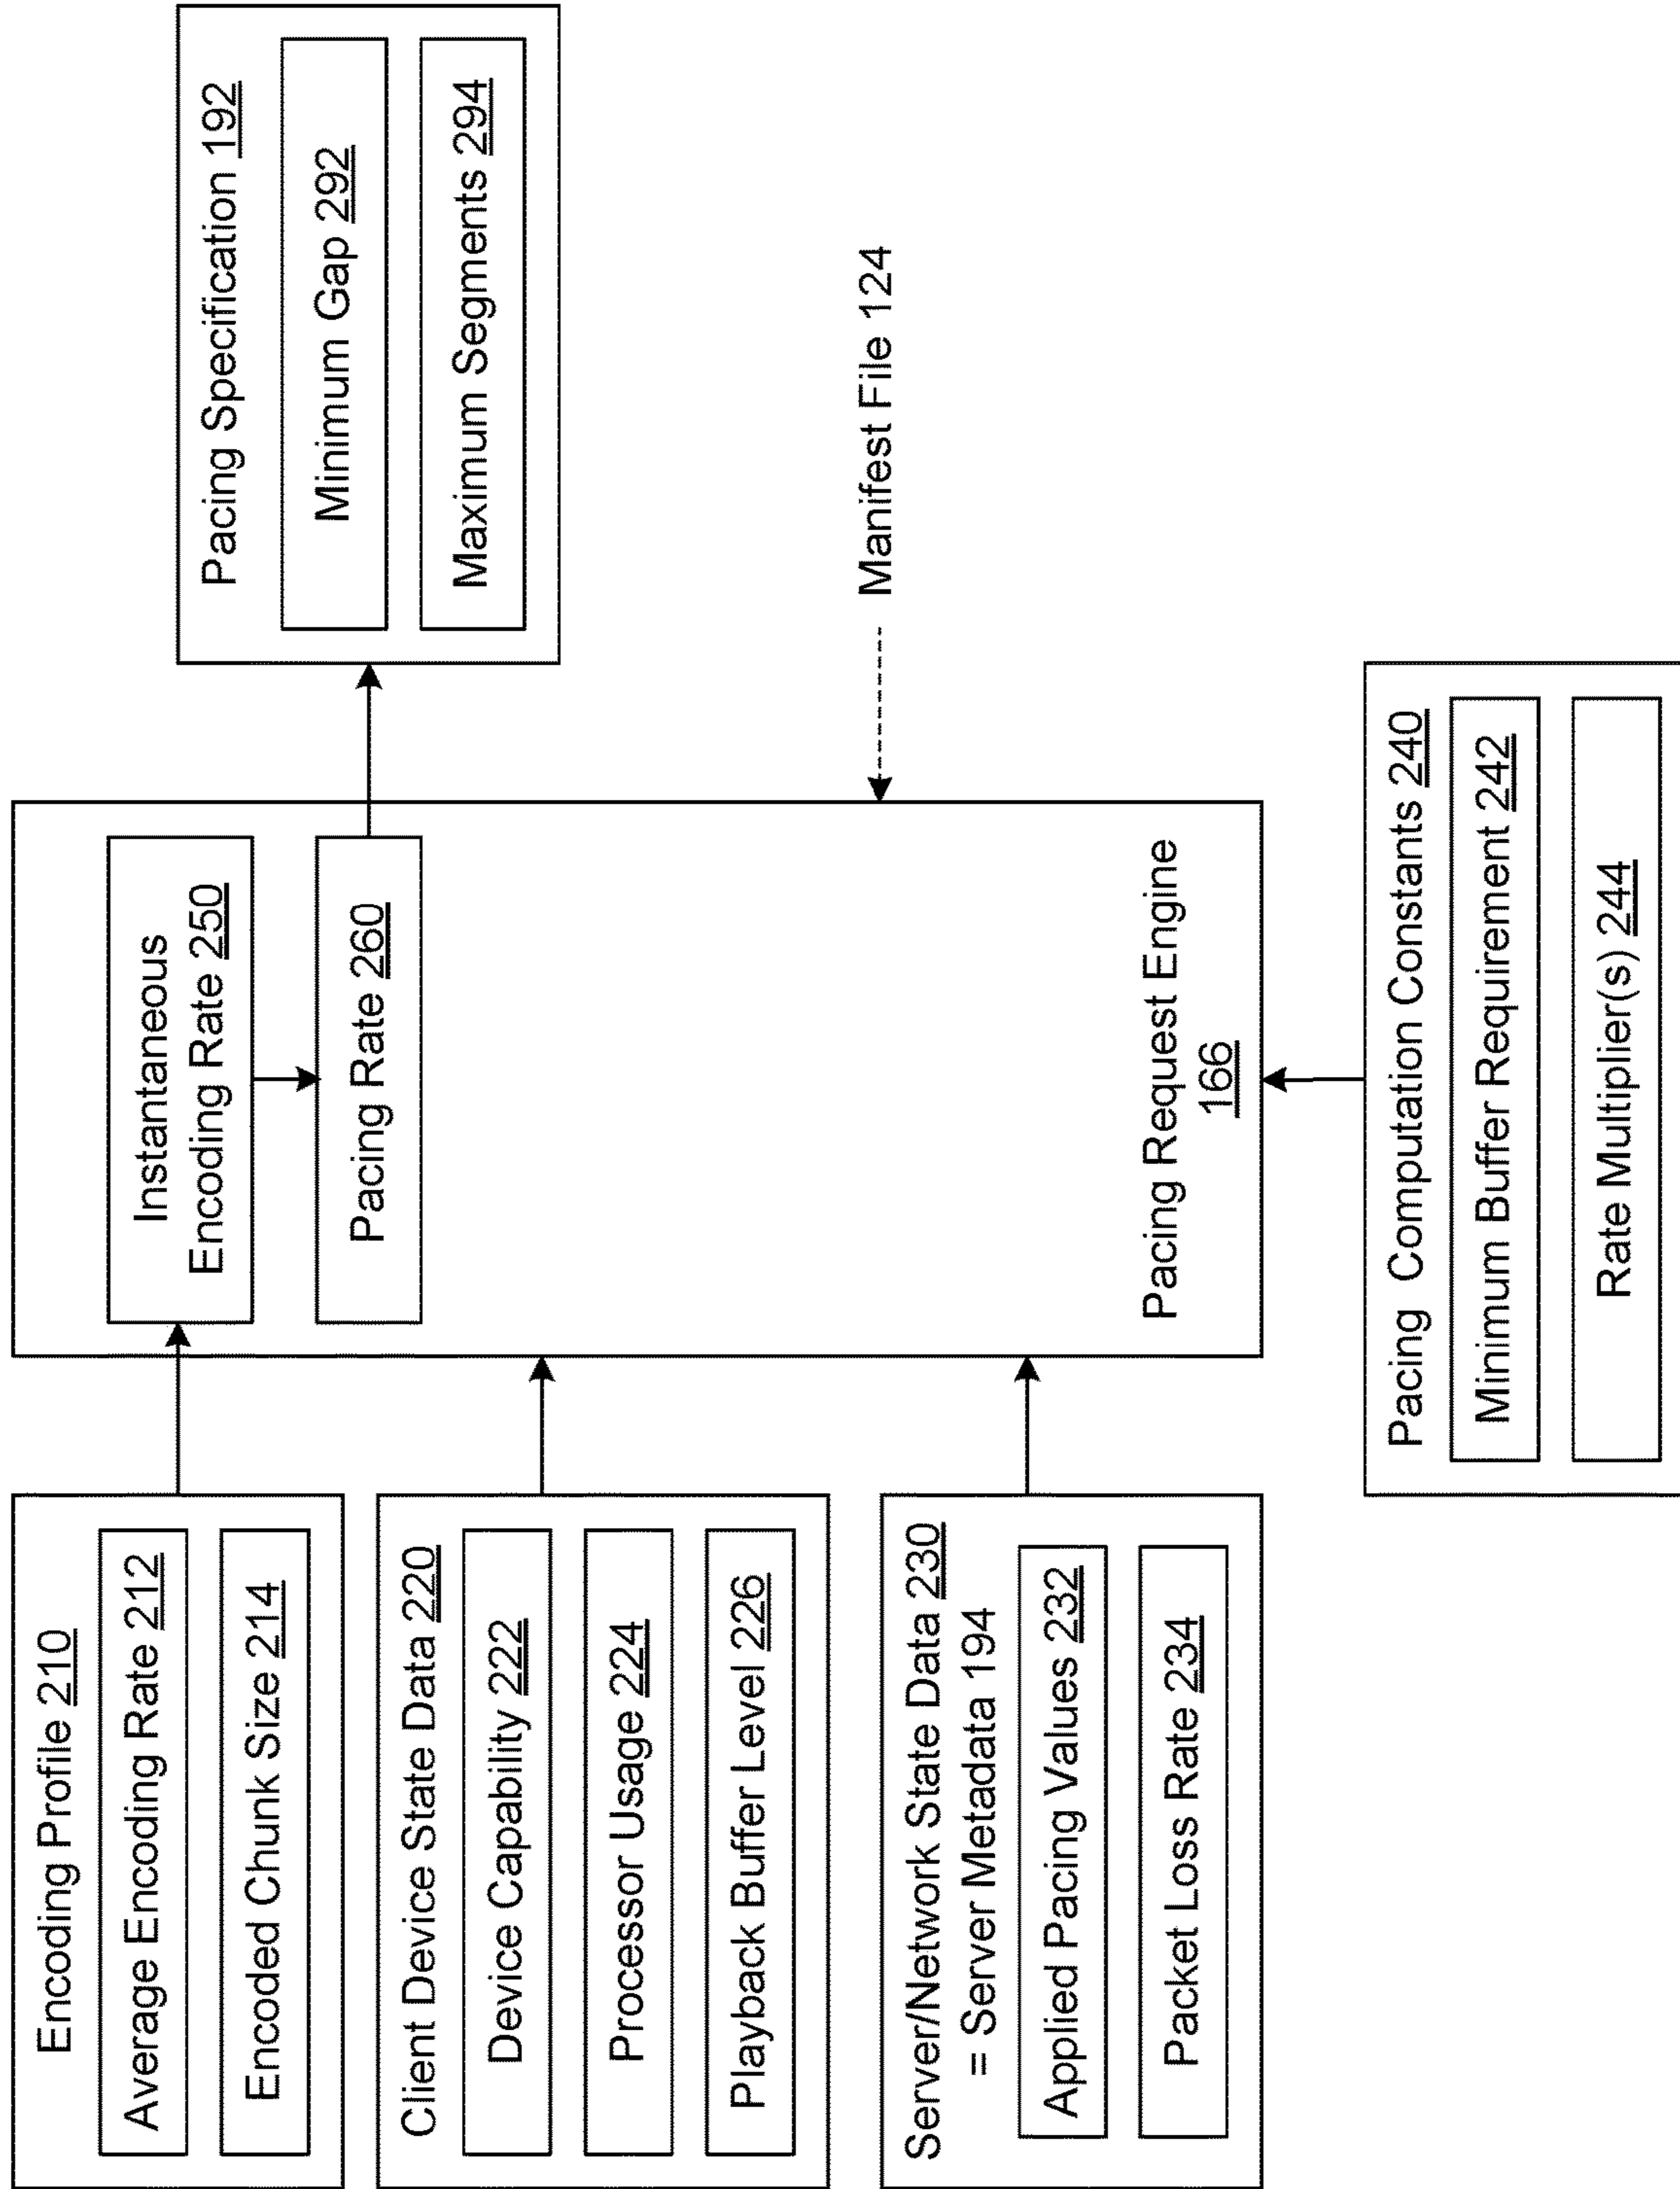 Encoding Profile 210
Average Encoding Rate 212
Encoded Chunk Size 214
Client Device State Data 220
Device Capability 222
Processor Usage 224
Playback Buffer Level 226
Server/Network State Data 230
= Server Metadata 194
Applied Pacing Values 232
Packet Loss Rate 234
Instantaneous
Encoding Rate 250
Pacing Rate 260
Pacing Request Engine
166
Pacing Computation Constants 240
Minimum Buffer Requirement 242
Rate Multiplier(s) 244
Pacing Specification 192
Minimum Gap 292
Maximum Segments 294
Manifest File 124